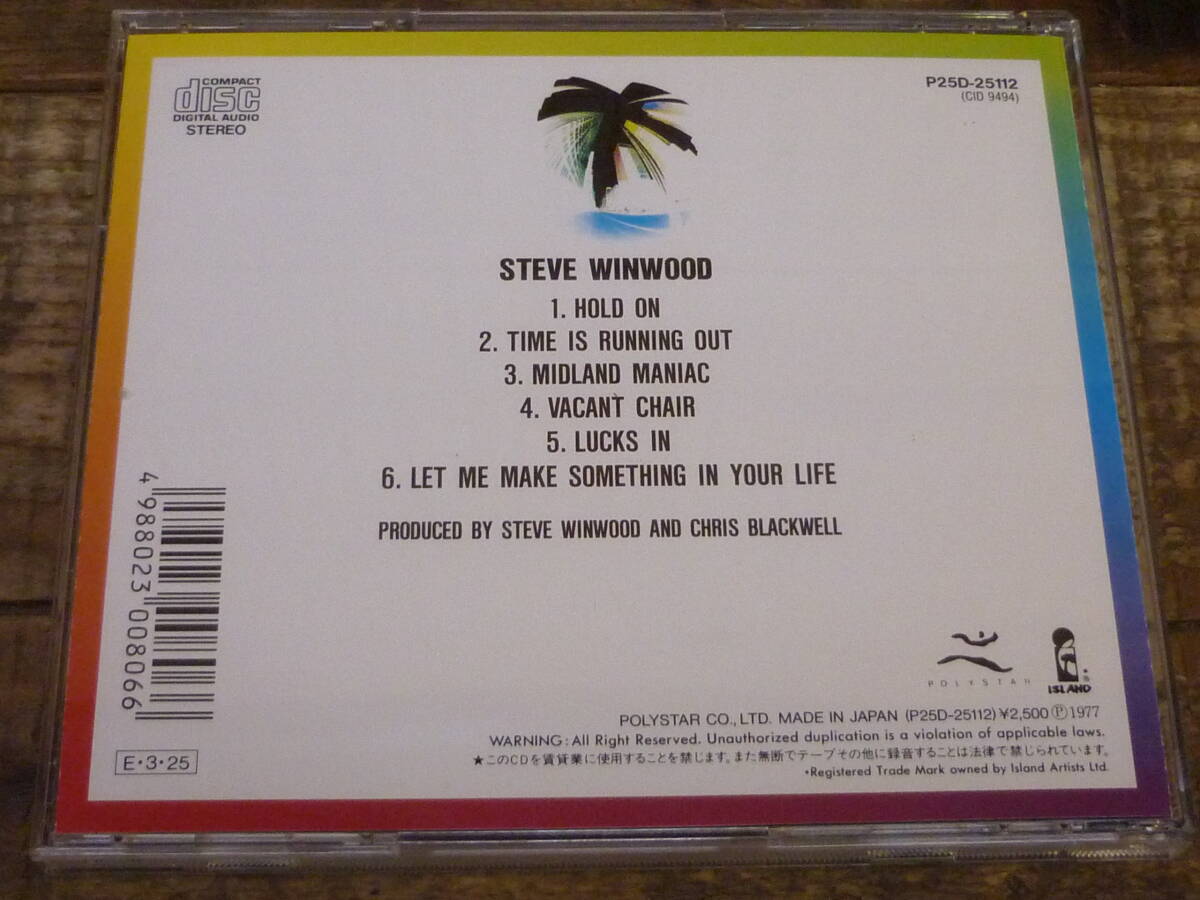 COMPACT
disc
DIGITAL AUDIO
STEREO
P25D-25112
(CID 9494)
STEVE WINWOOD
1. HOLD ON
2. TIME IS RUNNING OUT
3. MIDLAND MANIAC
4. VACANT CHAIR
5. LUCKS IN
6. LET ME MAKE SOMETHING IN YOUR LIFE
PRODUCED BY STEVE WINWOOD AND CHRIS BLACKWELL
4 988023 008066
POLYSTAR
ISLAND®
POLYSTAR CO., LTD. MADE IN JAPAN (P25D-25112) ¥2,500 Ⓟ1977
WARNING: All Right Reserved. Unauthorized duplication is a violation of applicable laws.
★このCDを賃貸業に使用することを禁じます。また無断でテープその他に録音することは法律で禁じられています。
•Registered Trade Mark owned by Island Artists Ltd.
E・3・25